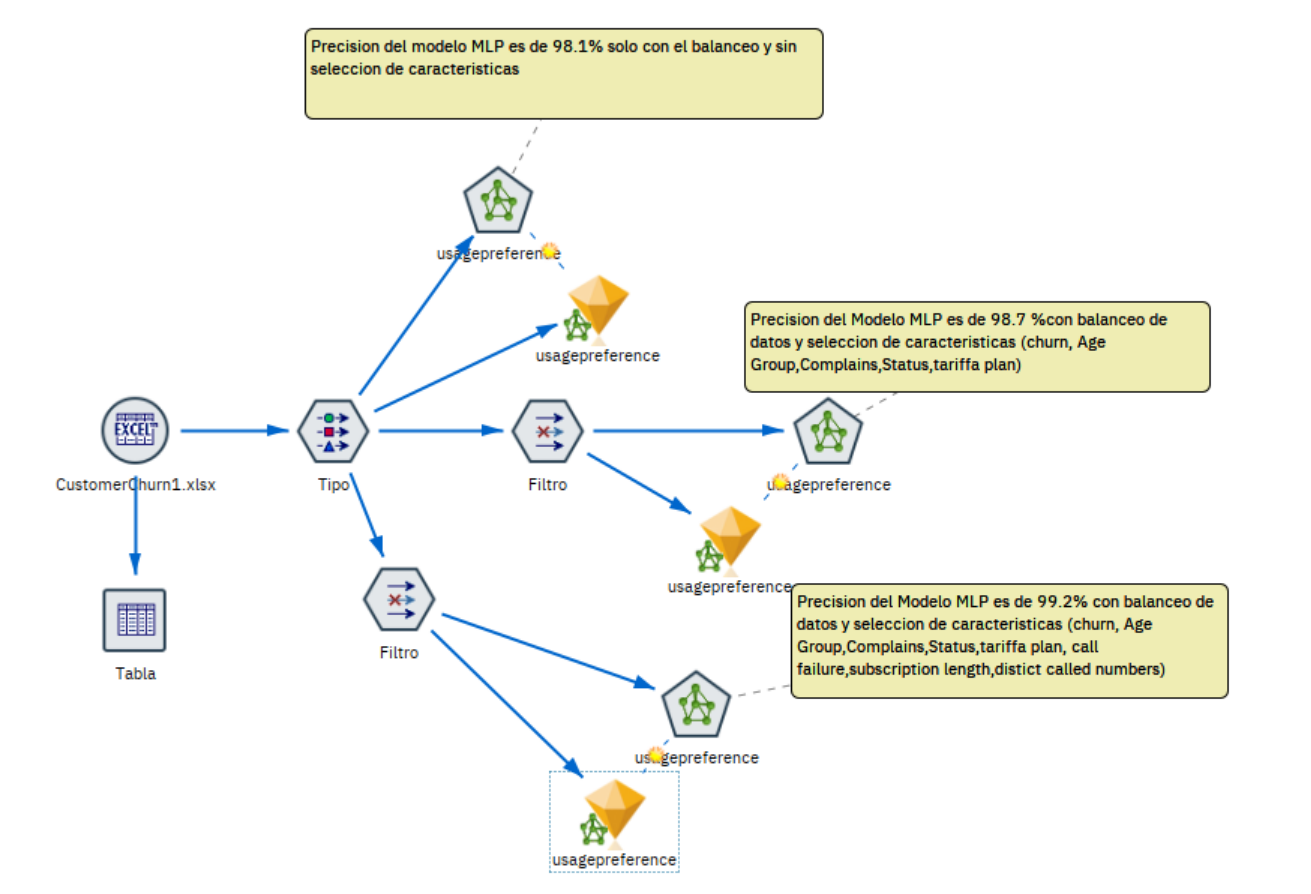 Precision del modelo MLP es de 98.1% solo con el balanceo y sin
seleccion de caracteristicas
usagepreference
usagepreference
Precision del Modelo MLP es de 98.7 %con balanceo de
datos y seleccion de caracteristicas (churn, Age
Group,Complains,Status,tariffa plan)
EXCEL
CustomerChurn1.xlsx
Tipo
Filtro
usagepreference
usagepreference
Precision del Modelo MLP es de 99.2% con balanceo de
datos y seleccion de caracteristicas (churn, Age
Group,Complains,Status,tariffa plan, call
failure,subscription length,distict called numbers)
Filtro
Tabla
usagepreference
usagepreference